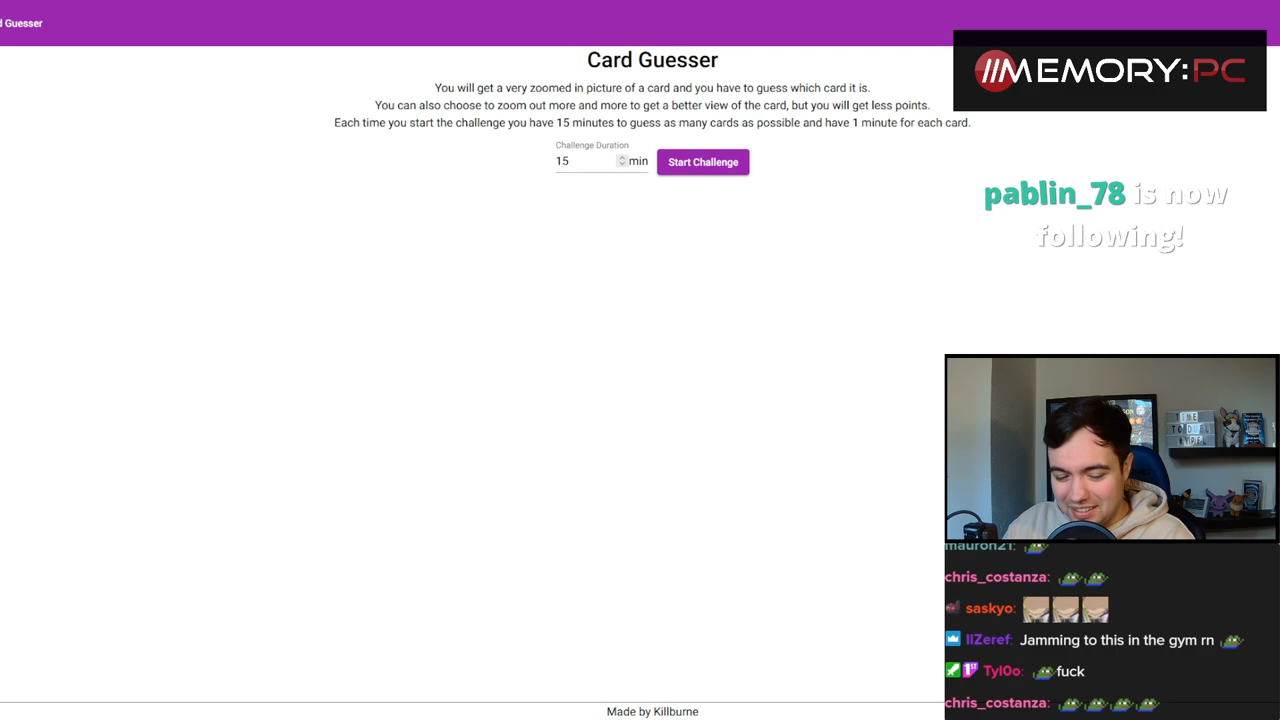 d Guesser
Card Guesser
You will get a very zoomed in picture of a card and you have to guess which card it is.
You can also choose to zoom out more and more to get a better view of the card, but you will get less points.
Each time you start the challenge you have 15 minutes to guess as many cards as possible and have 1 minute for each card.
Challenge Duration
15 min
Start Challenge
//MEMORY:PC
pablin_78 is now
following!
TIME
mauron21:
chris_costanza:
saskyo:
llZeref: Jamming to this in the gym rn
1ST Tyl0o: fuck
chris_costanza:
Made by Killburne